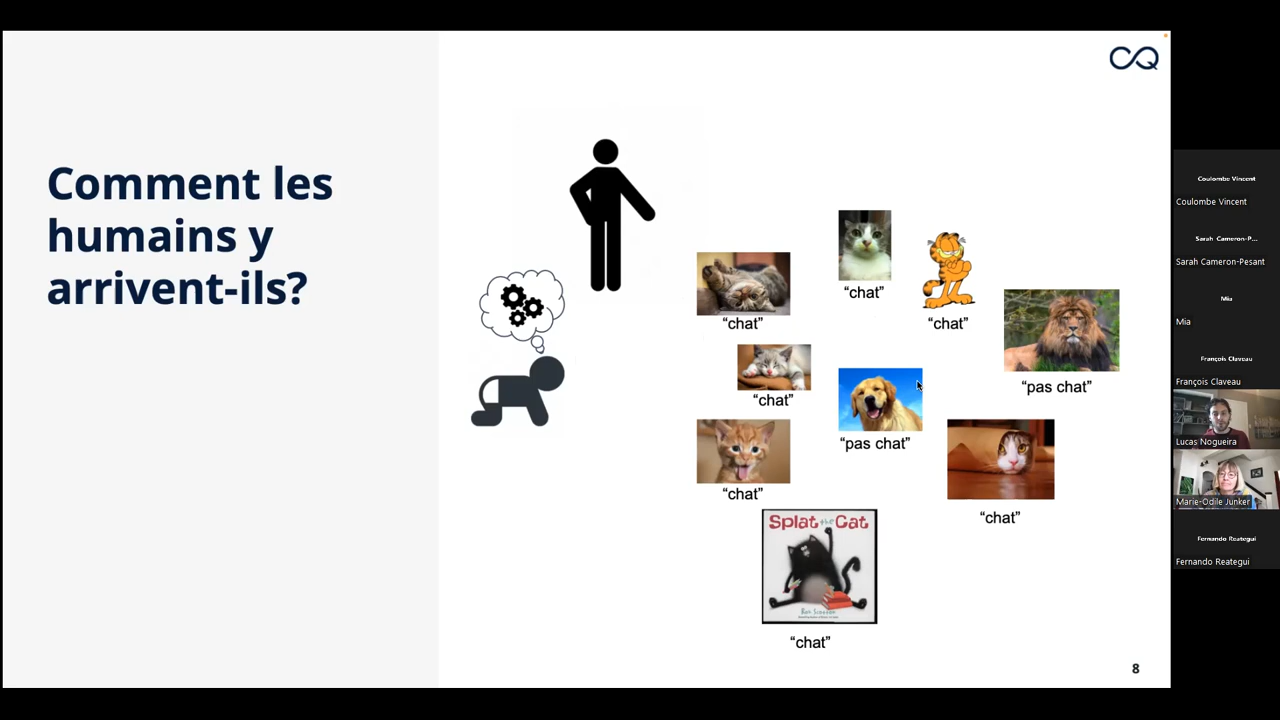 Comment les
humains y
arrivent-ils?
CQ
“chat”
“chat”
“chat”
“pas chat”
“chat”
“pas chat”
“chat”
“chat”
Splat the Cat
“chat”
8
Coulombe Vincent
Coulombe Vincent
Sarah Cameron-P...
Sarah Cameron-Pesant
Mia
Mia
François Claveau
François Claveau
Lucas Nogueira
Marie-Odile Junker
Fernando Reategui
Fernando Reategui